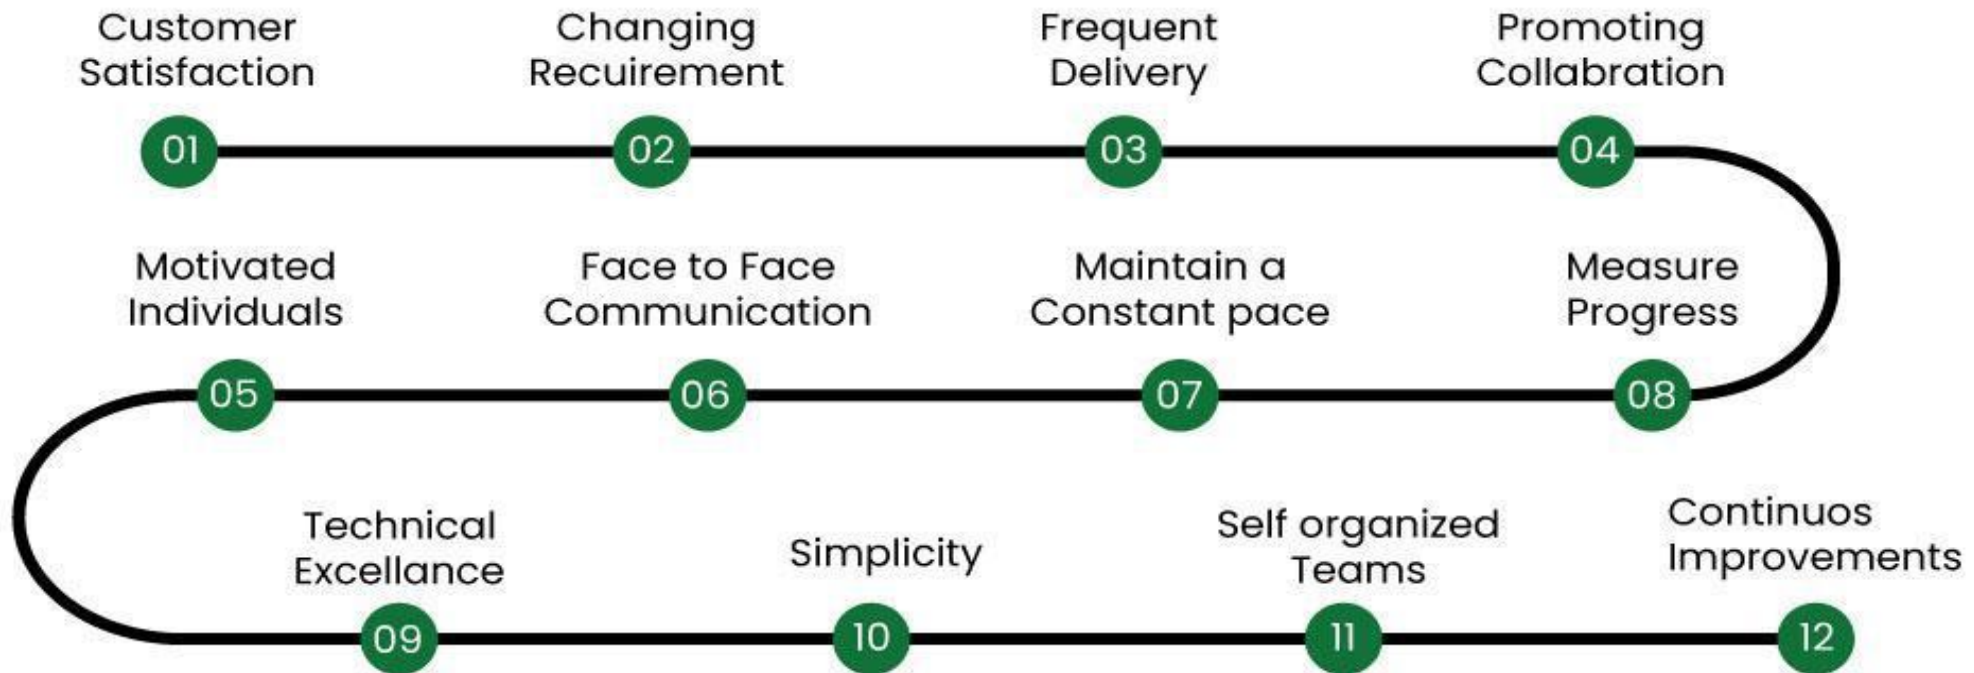 Customer
Satisfaction
01
Changing
Recuirement
02
Frequent
Delivery
03
Promoting
Collabration
04
Motivated
Individuals
05
Face to Face
Communication
06
Maintain a
Constant pace
07
Measure
Progress
08
Technical
Excellance
09
Simplicity
10
Self organized
Teams
11
Continuos
Improvements
12